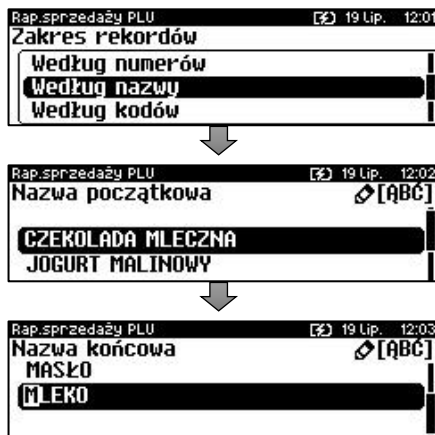 Rap.sprzedaży PLU 19 Lip. 12:01
Zakres rekordów
Według numerów
Według nazwy
Według kodów
Rap.sprzedaży PLU 19 Lip. 12:02
Nazwa początkowa [ĄBĆ]
CZEKOLADA MLECZNA
JOGURT MALINOWY
Rap.sprzedaży PLU 19 Lip. 12:03
Nazwa końcowa [ĄBĆ]
MASŁO
MLEKO